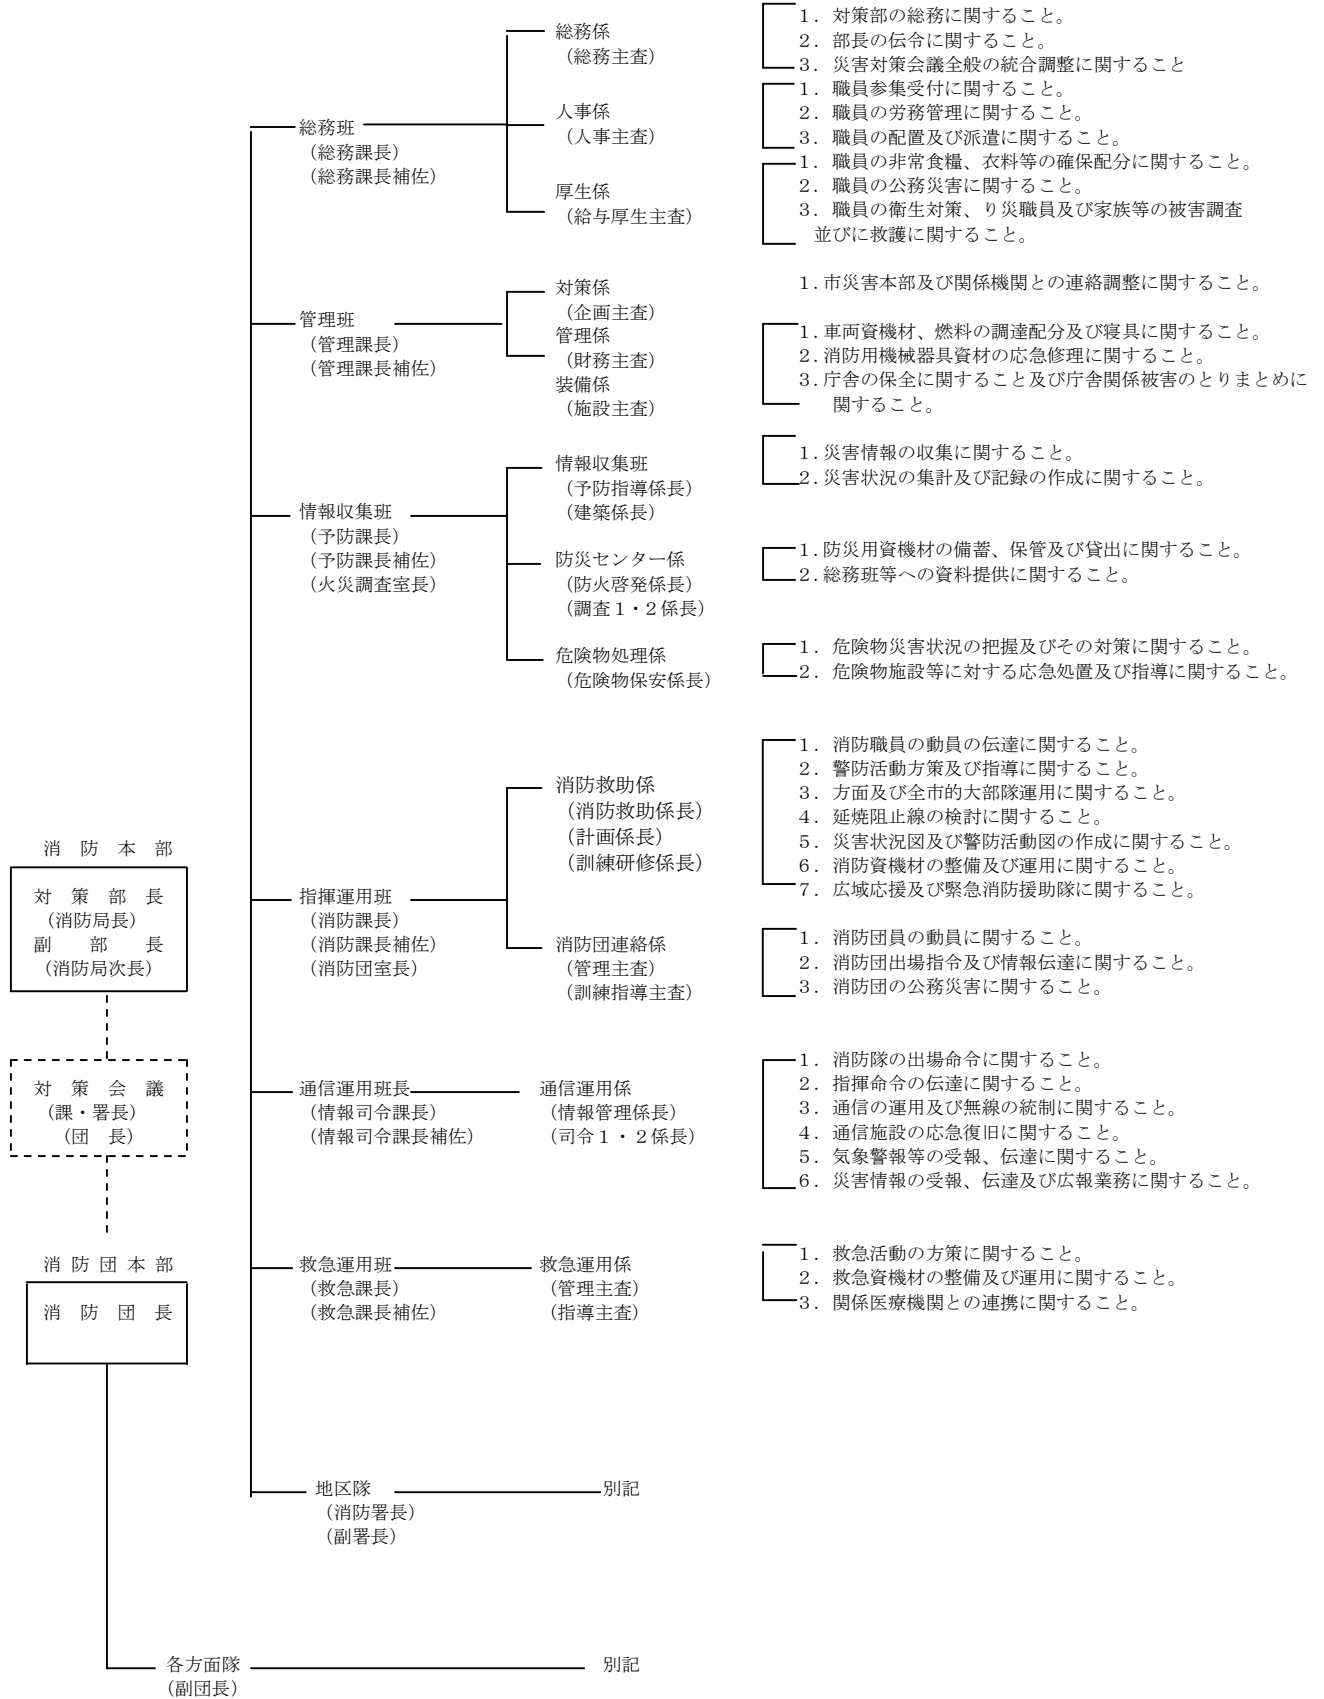 総務係
（総務主査）
１．対策部の総務に関すること。
２．部長の伝令に関すること。
３．災害対策会議全般の統合調整に関すること
人事係
（人事主査）
１．職員参集受付に関すること。
２．職員の労務管理に関すること。
３．職員の配置及び派遣に関すること。
総務班
（総務課長）
（総務課長補佐）
厚生係
（給与厚生主査）
１．職員の非常食糧、衣料等の確保配分に関すること。
２．職員の公務災害に関すること。
３．職員の衛生対策、り災職員及び家族等の被害調査
並びに救護に関すること。
管理班
（管理課長）
（管理課長補佐）
対策係
（企画主査）
管理係
（財務主査）
装備係
（施設主査）
１.市災害本部及び関係機関との連絡調整に関すること。
１.車両資機材、燃料の調達配分及び寝具に関すること。
２.消防用機械器具資材の応急修理に関すること。
３.庁舎の保全に関すること及び庁舎関係被害のとりまとめに
関すること。
情報収集班
（予防課長）
（予防課長補佐）
（火災調査室長）
情報収集班
（予防指導係長）
（建築係長）
１.災害情報の収集に関すること。
２.災害状況の集計及び記録の作成に関すること。
防災センター係
（防火啓発係長）
（調査１・２係長）
１.防災用資機材の備蓄、保管及び貸出に関すること。
２.総務班等への資料提供に関すること。
危険物処理係
（危険物保安係長）
１．危険物災害状況の把握及びその対策に関すること。
２．危険物施設等に対する応急処置及び指導に関すること。
消防本部
対策部長
（消防局長）
副部長
（消防局次長）
指揮運用班
（消防課長）
（消防課長補佐）
（消防団室長）
消防救助係
（消防救助係長）
（計画係長）
（訓練研修係長）
１．消防職員の動員の伝達に関すること。
２．警防活動方策及び指導に関すること。
３．方面及び全市的大部隊運用に関すること。
４．延焼阻止線の検討に関すること。
５．災害状況図及び警防活動図の作成に関すること。
６．消防資機材の整備及び運用に関すること。
７．広域応援及び緊急消防援助隊に関すること。
消防団連絡係
（管理主査）
（訓練指導主査）
１．消防団員の動員に関すること。
２．消防団出場指令及び情報伝達に関すること。
３．消防団の公務災害に関すること。
対策会議
（課・署長）
（団　長）
通信運用班長
（情報司令課長）
（情報司令課長補佐）
通信運用係
（情報管理係長）
（司令１・２係長）
１．消防隊の出場命令に関すること。
２．指揮命令の伝達に関すること。
３．通信の運用及び無線の統制に関すること。
４．通信施設の応急復旧に関すること。
５．気象警報等の受報、伝達に関すること。
６．災害情報の受報、伝達及び広報業務に関すること。
消防団本部
消防団長
救急運用班
（救急課長）
（救急課長補佐）
救急運用係
（管理主査）
（指導主査）
１．救急活動の方策に関すること。
２．救急資機材の整備及び運用に関すること。
３．関係医療機関との連携に関すること。
地区隊
（消防署長）
（副署長）
別記
各方面隊
（副団長）
別記